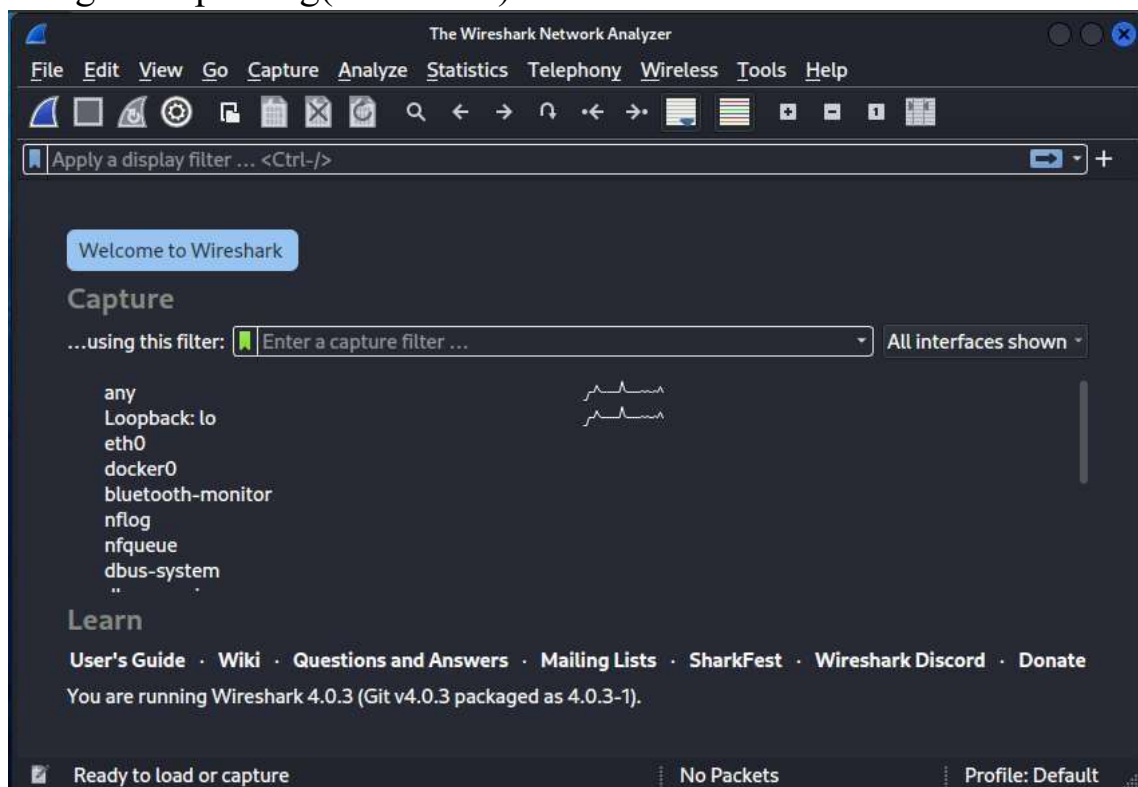 The Wireshark Network Analyzer
File Edit View Go Capture Analyze Statistics Telephony Wireless Tools Help
Apply a display filter … <Ctrl-/>
Welcome to Wireshark
Capture
…using this filter: Enter a capture filter … All interfaces shown
any
Loopback: lo
eth0
docker0
bluetooth-monitor
nflog
nfqueue
dbus-system
Learn
User's Guide · Wiki · Questions and Answers · Mailing Lists · SharkFest · Wireshark Discord · Donate
You are running Wireshark 4.0.3 (Git v4.0.3 packaged as 4.0.3-1).
Ready to load or capture No Packets Profile: Default